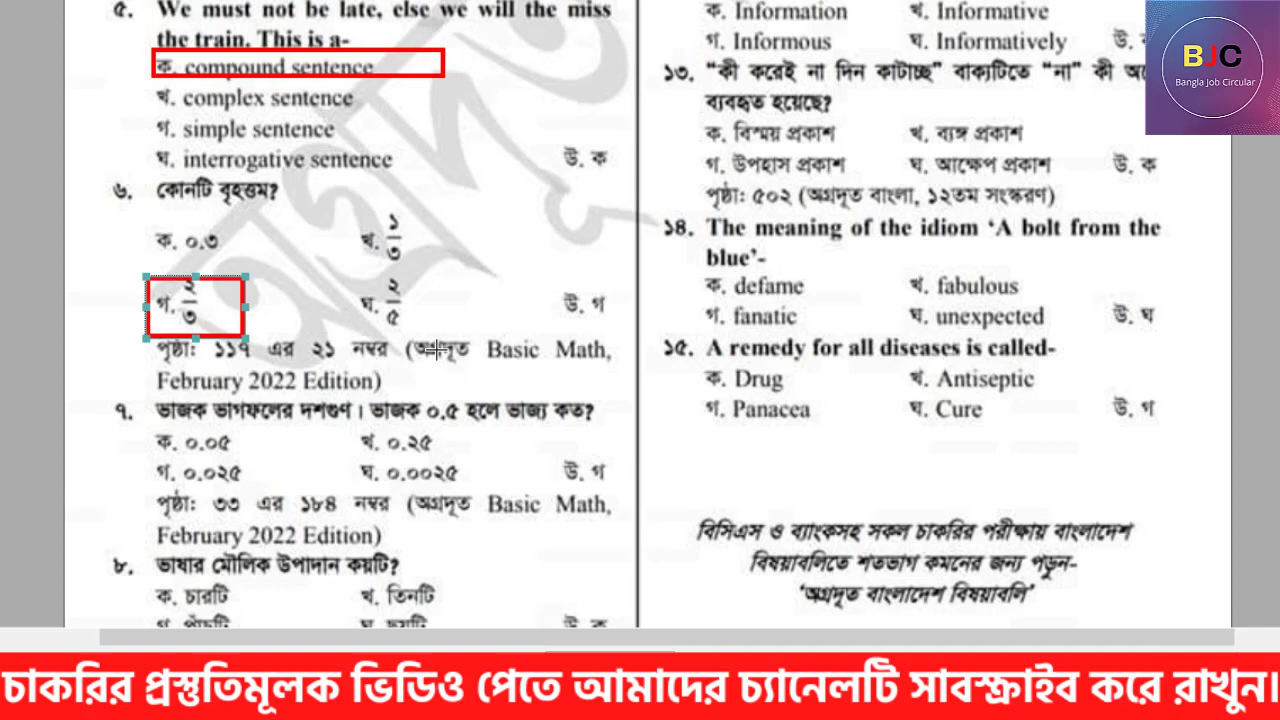 ৫. We must not be late, else we will the miss
the train. This is a-
ক. compound sentence
খ. complex sentence
গ. simple sentence
ঘ. interrogative sentence উ. ক
৬. কোনটি বৃহত্তম?
ক. ০.৩ খ. ১/৩
গ. ২/৩ ঘ. ২/৫ উ. গ
পৃষ্ঠা: ১১৭ এর ২১ নম্বর (অগ্রদূত Basic Math,
February 2022 Edition)
৭. ভাজক ভাগফলের দশগুণ। ভাজক ০.৫ হলে ভাজ্য কত?
ক. ০.০৫ খ. ০.২৫
গ. ০.০২৫ ঘ. ০.০০২৫ উ. গ
পৃষ্ঠা: ৩৩ এর ১৮৪ নম্বর (অগ্রদূত Basic Math,
February 2022 Edition)
৮. ভাষার মৌলিক উপাদান কয়টি?
ক. চারটি খ. তিনটি
ক. Information খ. Informative
গ. Informous ঘ. Informatively উ.
১৩. “কী করেই না দিন কাটাচ্ছ” বাক্যটিতে “না” কী
ব্যবহৃত হয়েছে?
ক. বিস্ময় প্রকাশ খ. ব্যঙ্গ প্রকাশ
গ. উপহাস প্রকাশ ঘ. আক্ষেপ প্রকাশ উ. ক
পৃষ্ঠা: ৫০২ (অগ্রদূত বাংলা, ১২তম সংস্করণ)
১৪. The meaning of the idiom ‘A bolt from the
blue’-
ক. defame খ. fabulous
গ. fanatic ঘ. unexpected উ. ঘ
১৫. A remedy for all diseases is called-
ক. Drug খ. Antiseptic
গ. Panacea ঘ. Cure উ. গ
বিসিএস ও ব্যাংকসহ সকল চাকরির পরীক্ষায় বাংলাদেশ
বিষয়াবলিতে শতভাগ কমনের জন্য পড়ুন-
‘অগ্রদূত বাংলাদেশ বিষয়াবলি’
অগ্রদূত
BJC
Bangla Job Circular
চাকরির প্রস্তুতিমূলক ভিডিও পেতে আমাদের চ্যানেলটি সাবস্ক্রাইব করে রাখুন।